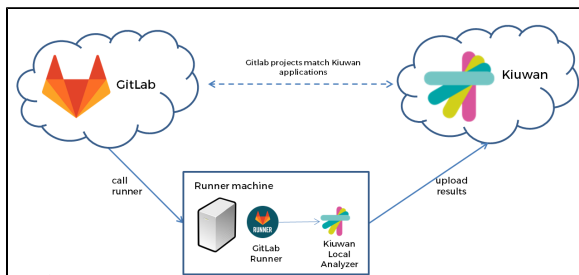 GitLab
Gitlab projects match Kiuwan
applications
Kiuwan
call
runner
upload
results
Runner machine
RUNNER
GitLab
Runner
Kiuwan
Local
Analyzer